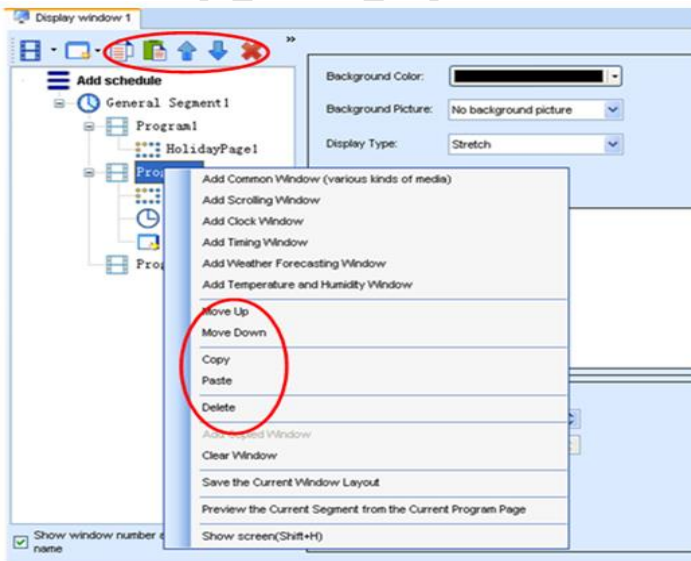 Display window 1
»
Add schedule
Background Color:
General Segment1
Background Picture: No background picture
Program1
Display Type: Stretch
HolidayPage1
Add Common Window (various kinds of media)
Add Scrolling Window
Add Clock Window
Add Timing Window
Add Weather Forecasting Window
Add Temperature and Humidity Window
Move Up
Move Down
Copy
Paste
Delete
Add Copied Window
Clear Window
Save the Current Window Layout
Preview the Current Segment from the Current Program Page
Show window number
name
Show screen(Shift+H)